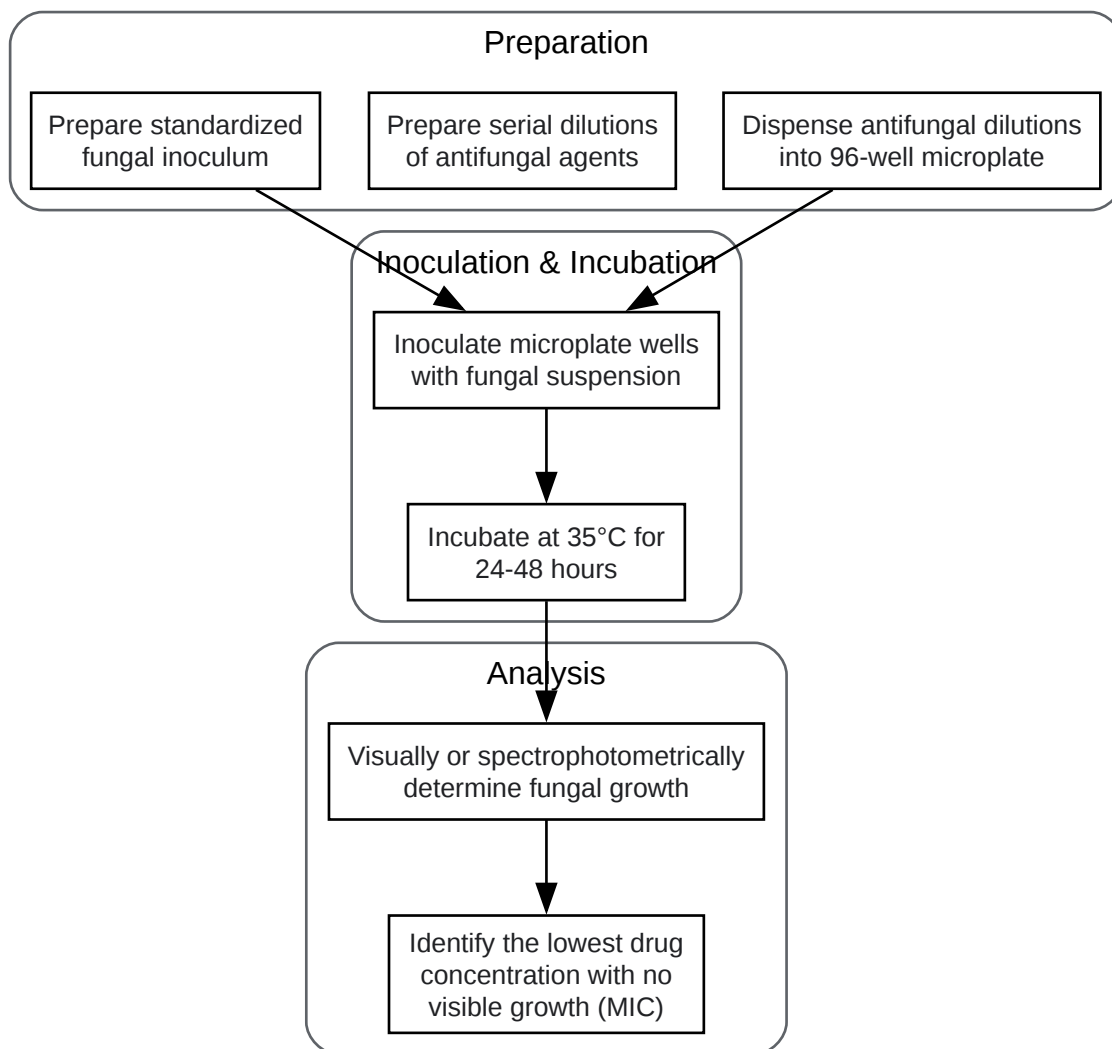 Preparation
Prepare standardized
fungal inoculum
Prepare serial dilutions
of antifungal agents
Dispense antifungal dilutions
into 96-well microplate
Inoculation & Incubation
Inoculate microplate wells
with fungal suspension
Incubate at 35°C for
24-48 hours
Analysis
Visually or spectrophotometrically
determine fungal growth
Identify the lowest drug
concentration with no
visible growth (MIC)